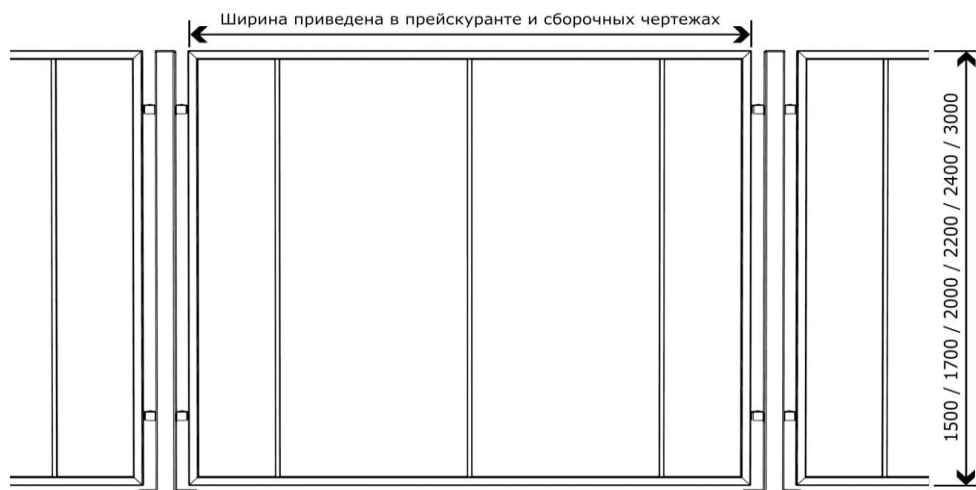 Ширина приведена в прейскуранте и сборочных чертежах
1500 / 1700 / 2000 / 2200 / 2400 / 3000